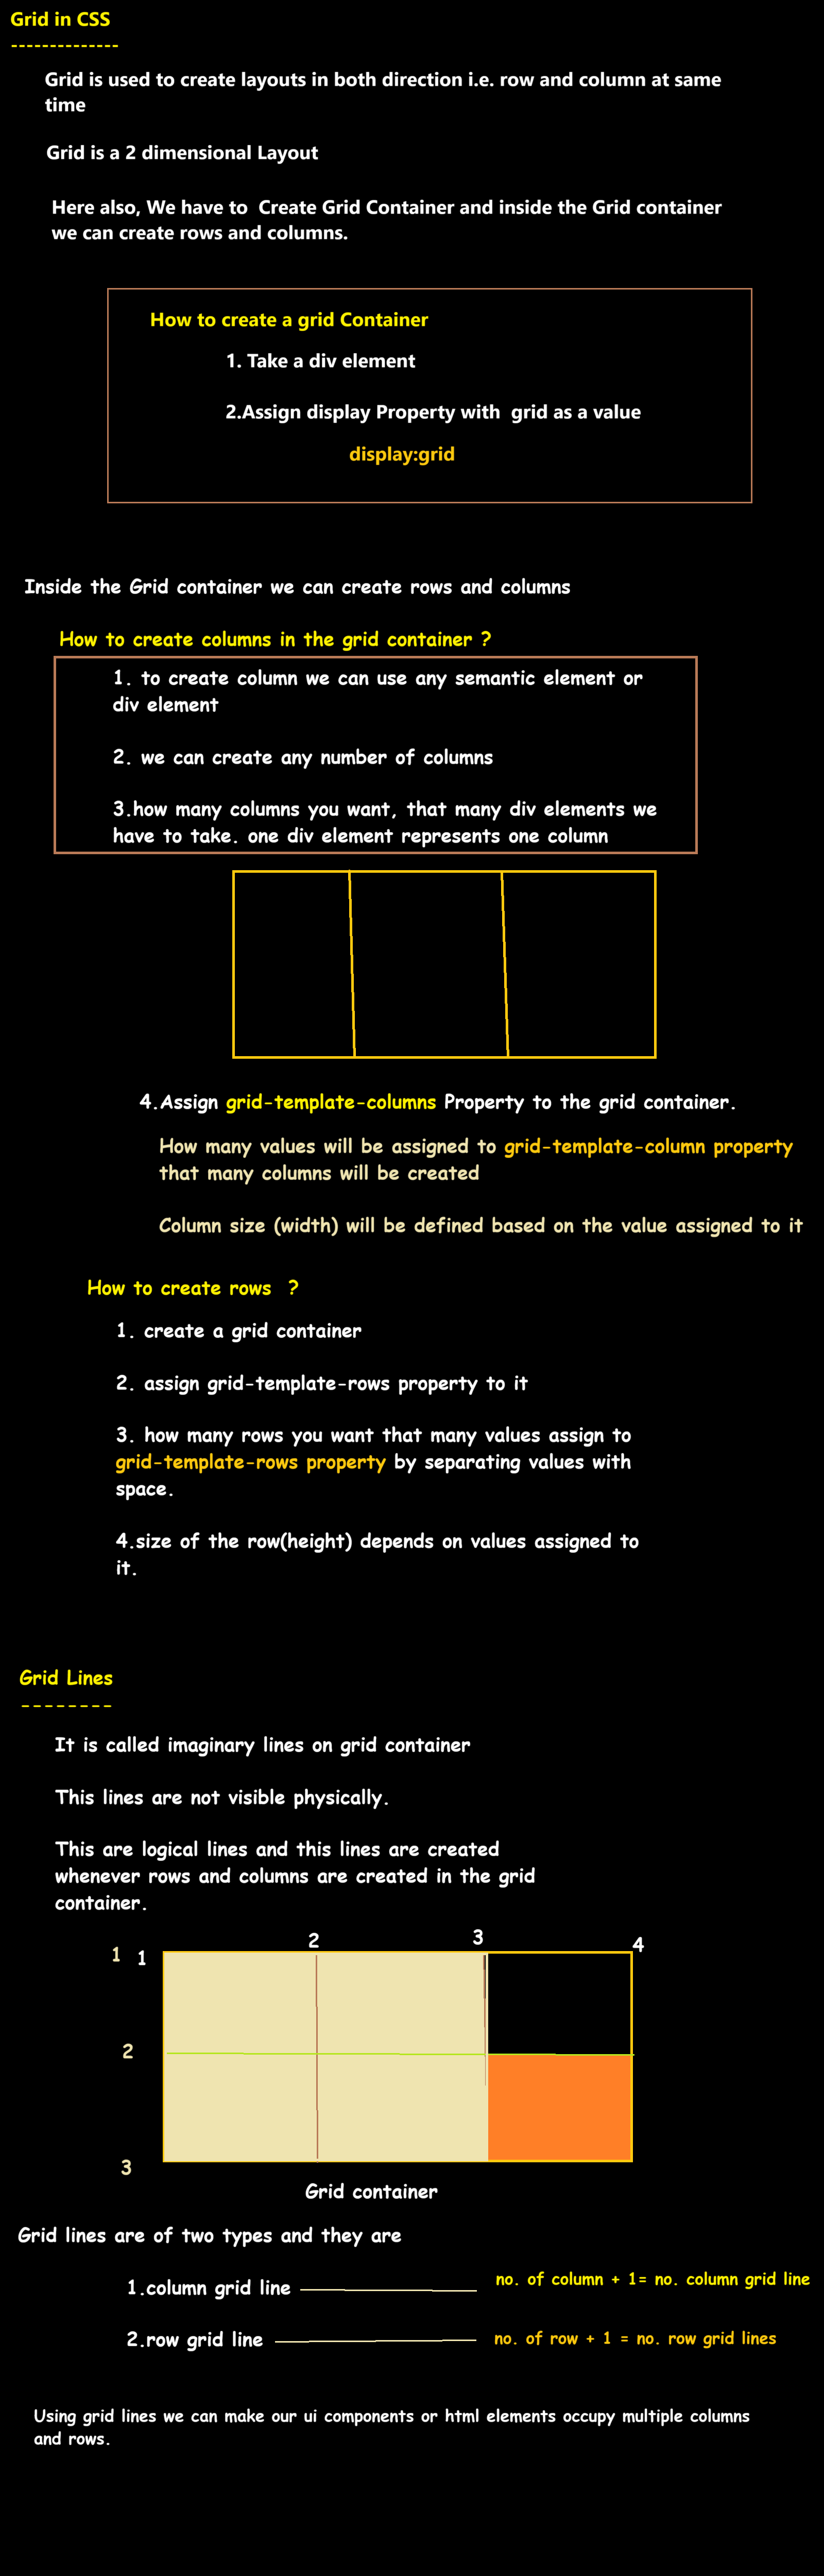 Grid in CSS
--------------
Grid is used to create layouts in both direction i.e. row and column at same
time
Grid is a 2 dimensional Layout
Here also, We have to  Create Grid Container and inside the Grid container
we can create rows and columns.
How to create a grid Container
1. Take a div element
2.Assign display Property with  grid as a value
display:grid
Inside the Grid container we can create rows and columns
How to create columns in the grid container ?
1. to create column we can use any semantic element or
div element
2. we can create any number of columns
3.how many columns you want, that many div elements we
have to take. one div element represents one column
4.Assign grid-template-columns Property to the grid container.
How many values will be assigned to grid-template-column property
that many columns will be created
Column size (width) will be defined based on the value assigned to it
How to create rows  ?
1. create a grid container
2. assign grid-template-rows property to it
3. how many rows you want that many values assign to
grid-template-rows property by separating values with
space.
4.size of the row(height) depends on values assigned to
it.
Grid Lines
--------
It is called imaginary lines on grid container
This lines are not visible physically.
This are logical lines and this lines are created
whenever rows and columns are created in the grid
container.
1 1 2 3 4
2
3
Grid container
Grid lines are of two types and they are
1.column grid line no. of column + 1= no. column grid line
2.row grid line no. of row + 1 = no. row grid lines
Using grid lines we can make our ui components or html elements occupy multiple columns
and rows.